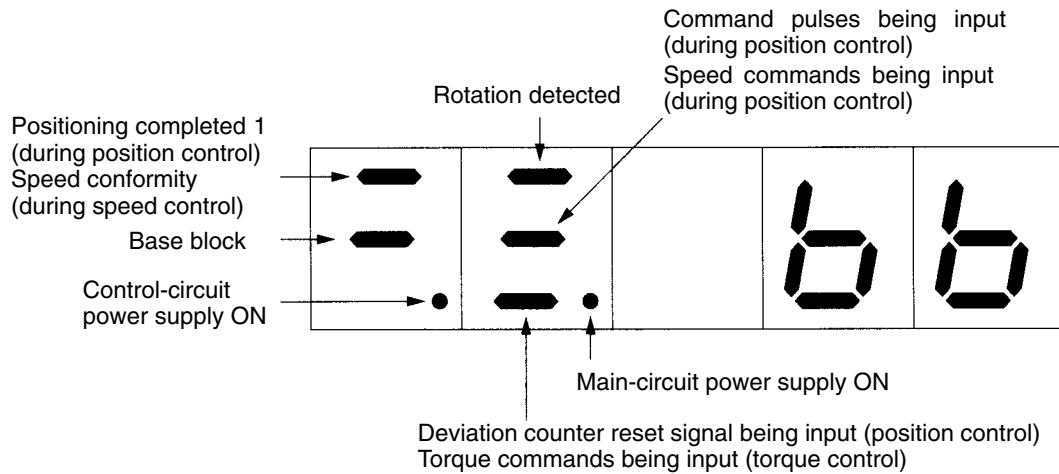 Command pulses being input
(during position control)
Speed commands being input
(during position control)
Rotation detected
Positioning completed 1
(during position control)
Speed conformity
(during speed control)
Base block
Control-circuit
power supply ON
bb
Main-circuit power supply ON
Deviation counter reset signal being input (position control)
Torque commands being input (torque control)